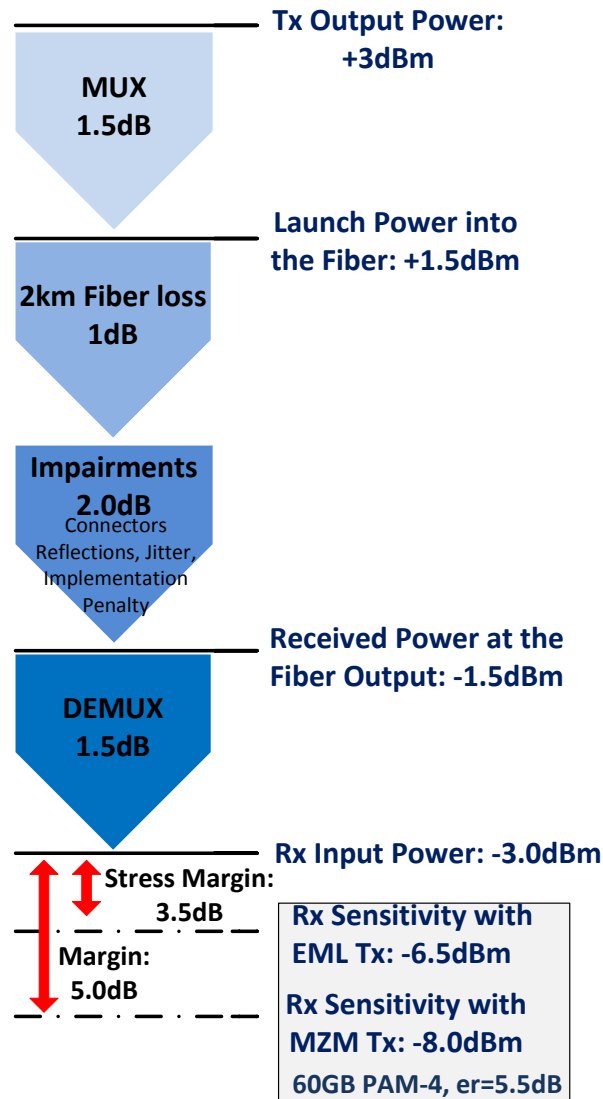 Tx Output Power:
+3dBm
MUX
1.5dB
Launch Power into
the Fiber: +1.5dBm
2km Fiber loss
1dB
Impairments
2.0dB
Connectors
Reflections, Jitter,
Implementation
Penalty
Received Power at the
Fiber Output: -1.5dBm
DEMUX
1.5dB
Rx Input Power: -3.0dBm
Stress Margin:
3.5dB
Margin:
5.0dB
Rx Sensitivity with
EML Tx: -6.5dBm
Rx Sensitivity with
MZM Tx: -8.0dBm
60GB PAM-4, er=5.5dB